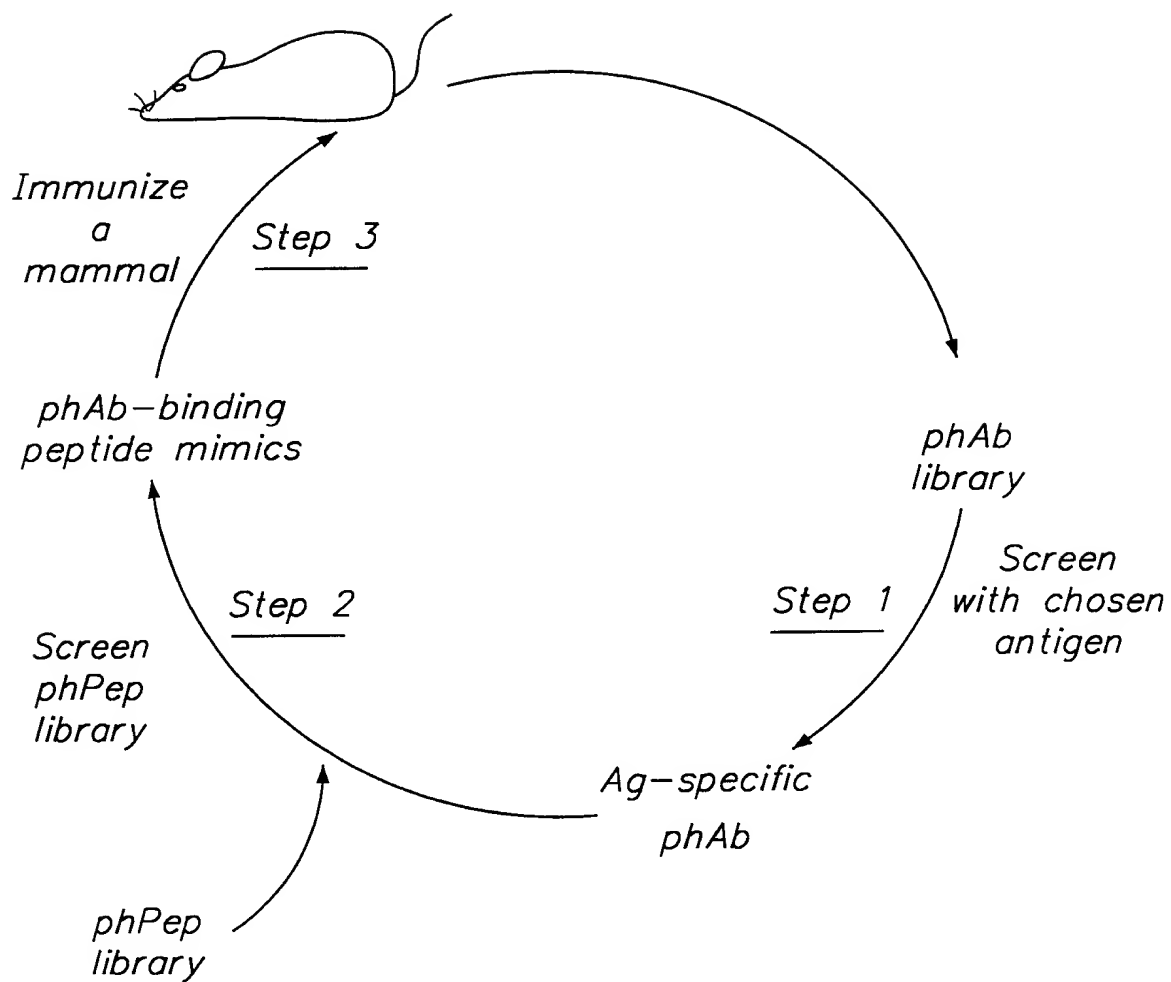 Immunize
a
mammal
Step 3
phAb-binding
peptide mimics
phAb
library
Screen
with chosen
antigen
Step 1
Step 2
Screen
phPep
library
Ag-specific
phAb
phPep
library